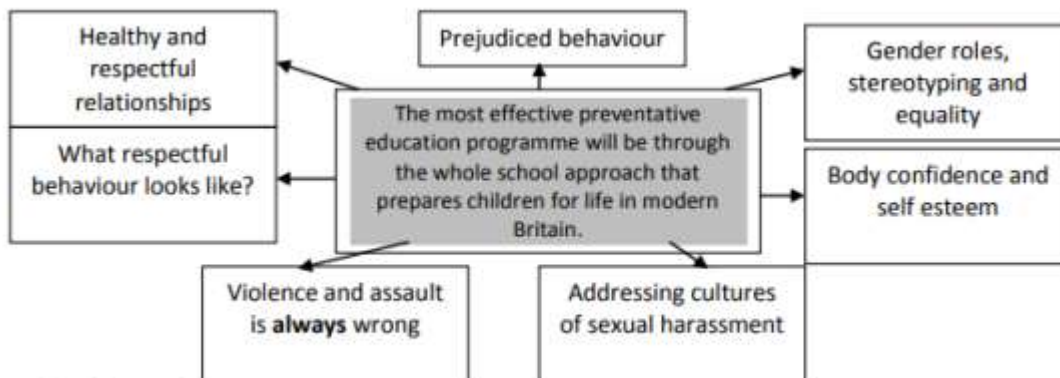 Healthy and
respectful
relationships
Prejudiced behaviour
Gender roles,
stereotyping and
equality
The most effective preventative
education programme will be through
the whole school approach that
prepares children for life in modern
Britain.
What respectful
behaviour looks like?
Body confidence and
self esteem
Violence and assault
is always wrong
Addressing cultures
of sexual harassment